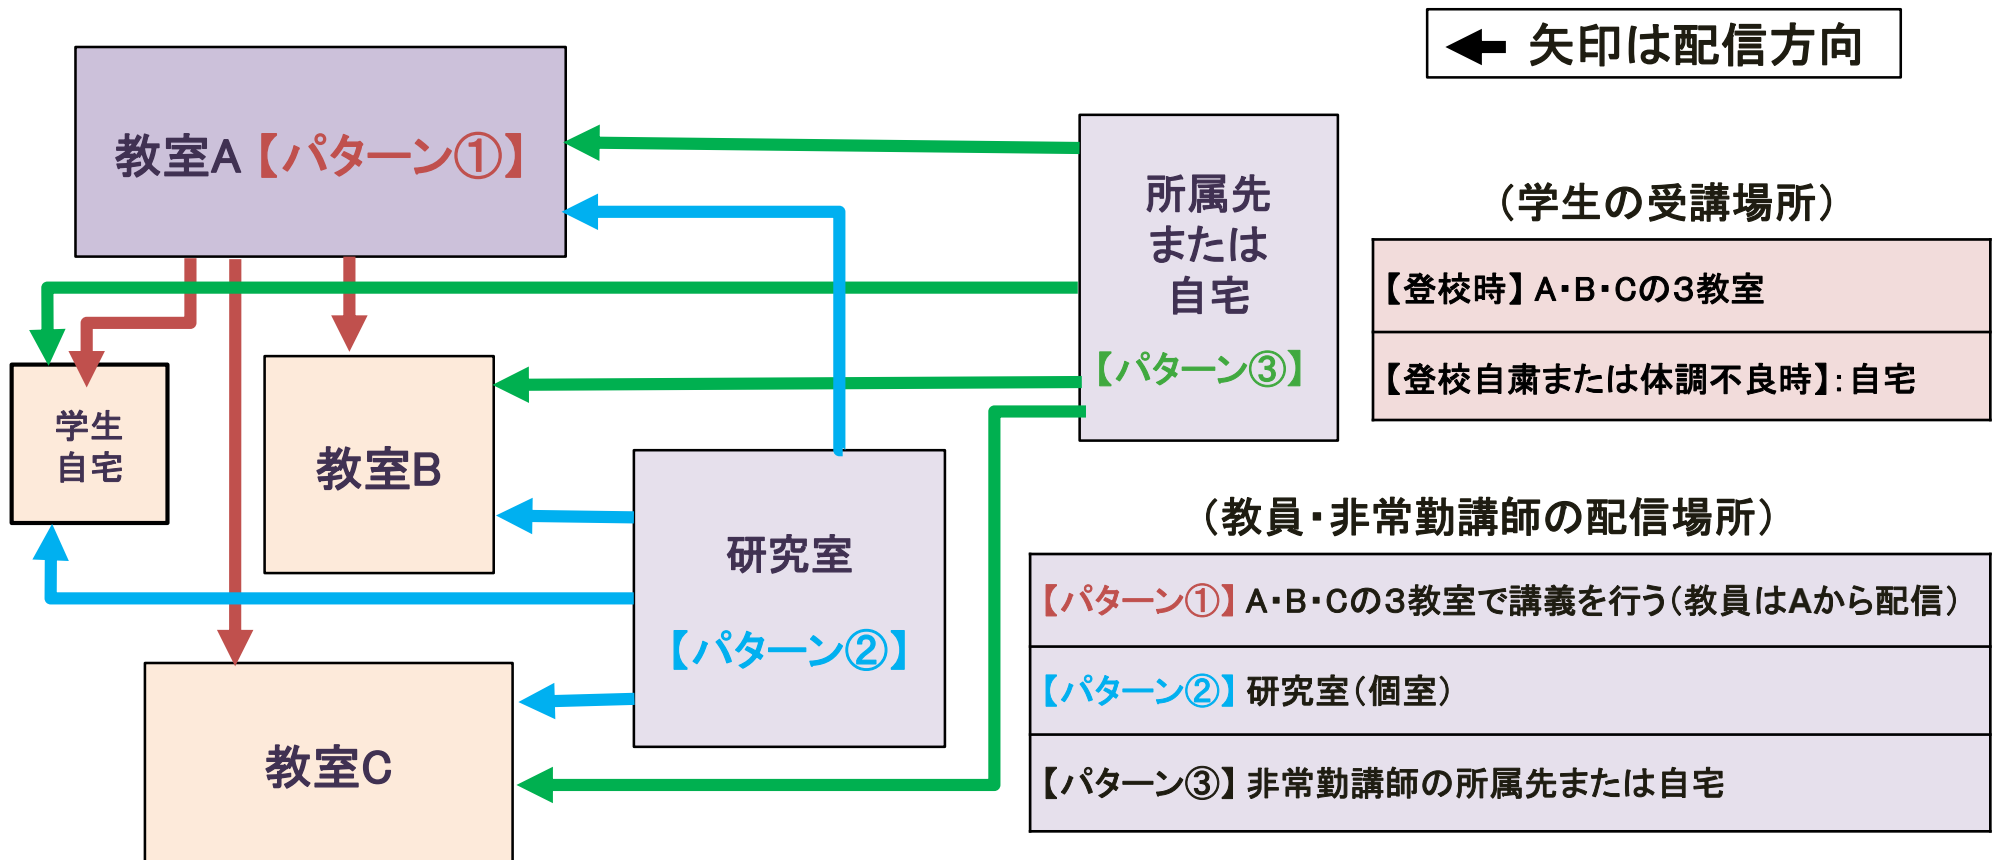 矢印は配信方向
教室A【パターン①】
所属先
または
自宅
【パターン③】
(学生の受講場所)
【登校時】A・B・Cの3教室
【登校自粛または体調不良時】:自宅
学生
自宅
教室B
研究室
【パターン②】
教室C
(教員・非常勤講師の配信場所)
【パターン①】A・B・Cの3教室で講義を行う(教員はAから配信)
【パターン②】研究室(個室)
【パターン③】非常勤講師の所属先または自宅